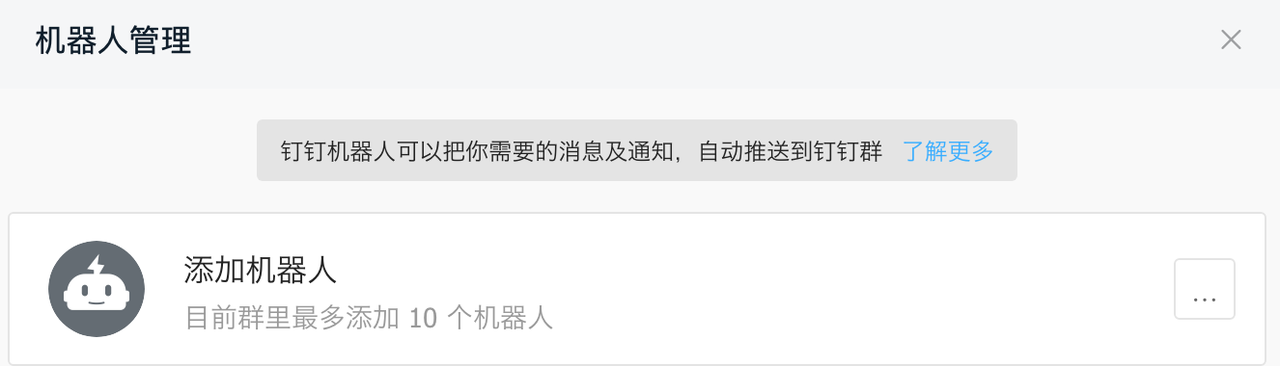 机器人管理
钉钉机器人可以把你需要的消息及通知，自动推送到钉钉群 了解更多
添加机器人
目前群里最多添加 10 个机器人
...